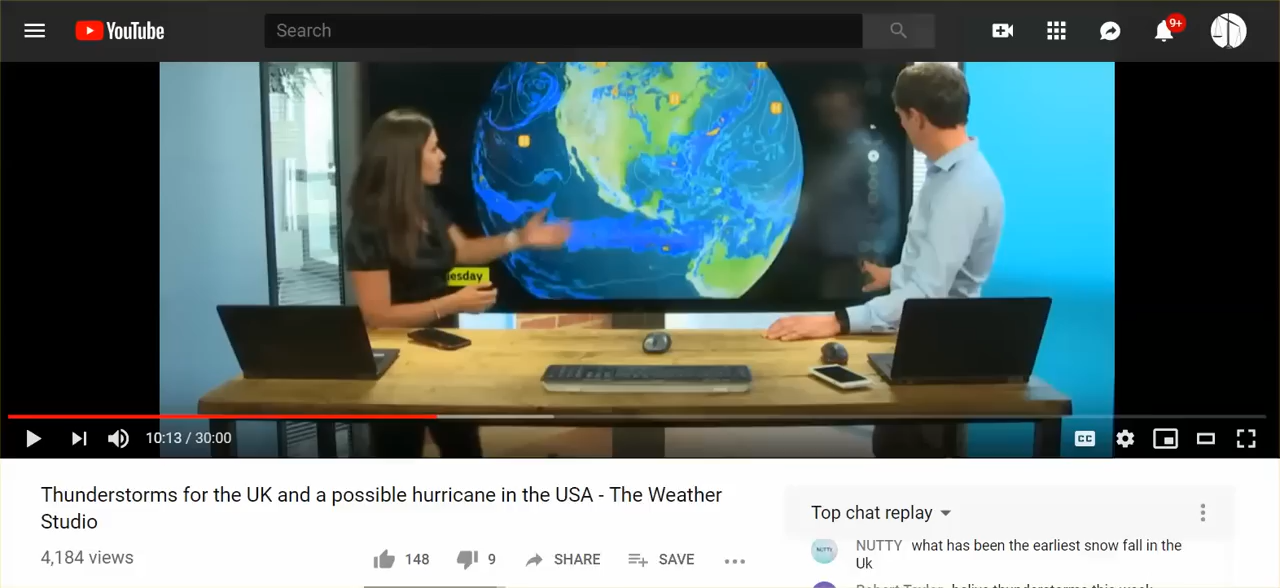 YouTube
Search
9+
H
H
esday
10:13 / 30:00
CC
Thunderstorms for the UK and a possible hurricane in the USA - The Weather
Studio
4,184 views
148
9
SHARE
SAVE
Top chat replay
NUTTY
NUTTY what has been the earliest snow fall in the
Uk